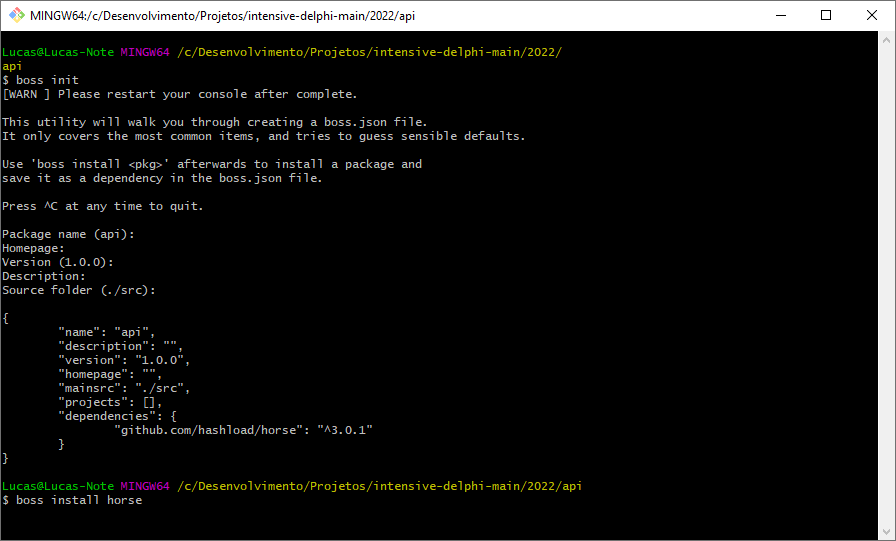 MINGW64:/c/Desenvolvimento/Projetos/intensive-delphi-main/2022/api
Lucas@Lucas-Note MINGW64 /c/Desenvolvimento/Projetos/intensive-delphi-main/2022/
api
$ boss init
[WARN ] Please restart your console after complete.
This utility will walk you through creating a boss.json file.
It only covers the most common items, and tries to guess sensible defaults.
Use 'boss install <pkg>' afterwards to install a package and
save it as a dependency in the boss.json file.
Press ^C at any time to quit.
Package name (api):
Homepage:
Version (1.0.0):
Description:
Source folder (./src):
{
        "name": "api",
        "description": "",
        "version": "1.0.0",
        "homepage": "",
        "mainsrc": "./src",
        "projects": [],
        "dependencies": {
                "github.com/hashload/horse": "^3.0.1"
        }
}
Lucas@Lucas-Note MINGW64 /c/Desenvolvimento/Projetos/intensive-delphi-main/2022/api
$ boss install horse